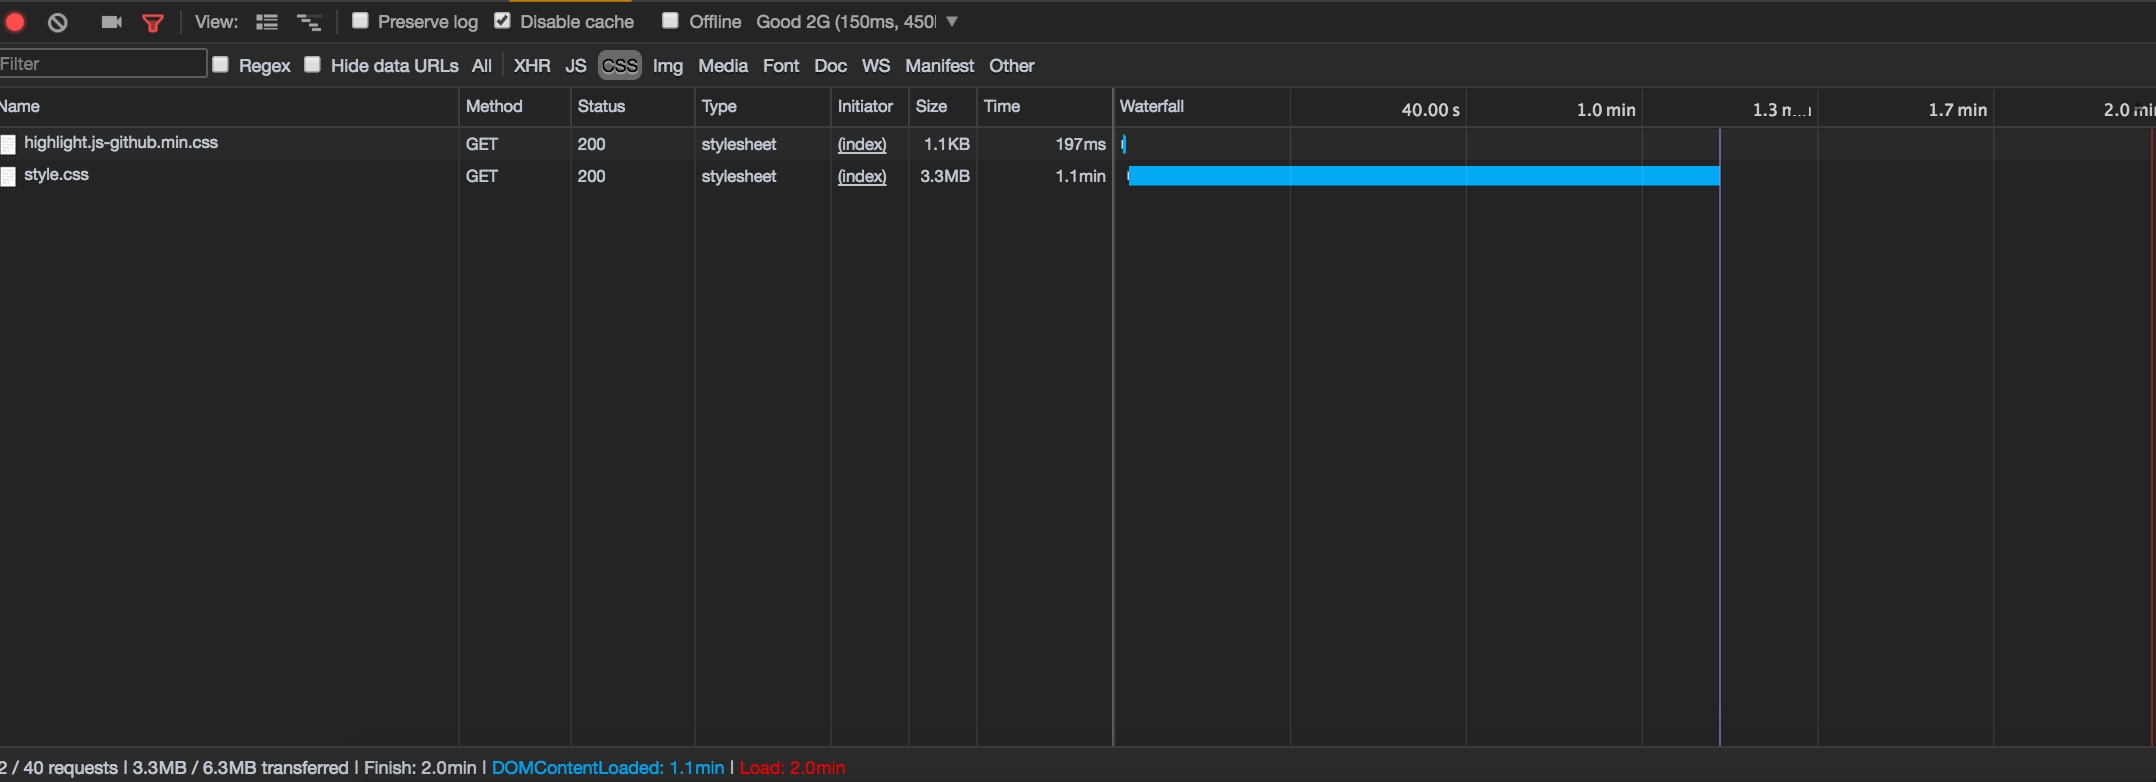 View: Preserve log Disable cache Offline Good 2G (150ms, 450
Filter Regex Hide data URLs All XHR JS CSS Img Media Font Doc WS Manifest Other
Name Method Status Type Initiator Size Time Waterfall 40.00 s 1.0 min 1.3 m... 1.7 min 2.0 min
highlight.js-github.min.css GET 200 stylesheet (index) 1.1KB 197ms
style.css GET 200 stylesheet (index) 3.3MB 1.1min
2 / 40 requests | 3.3MB / 6.3MB transferred | Finish: 2.0min | DOMContentLoaded: 1.1min | Load: 2.0min